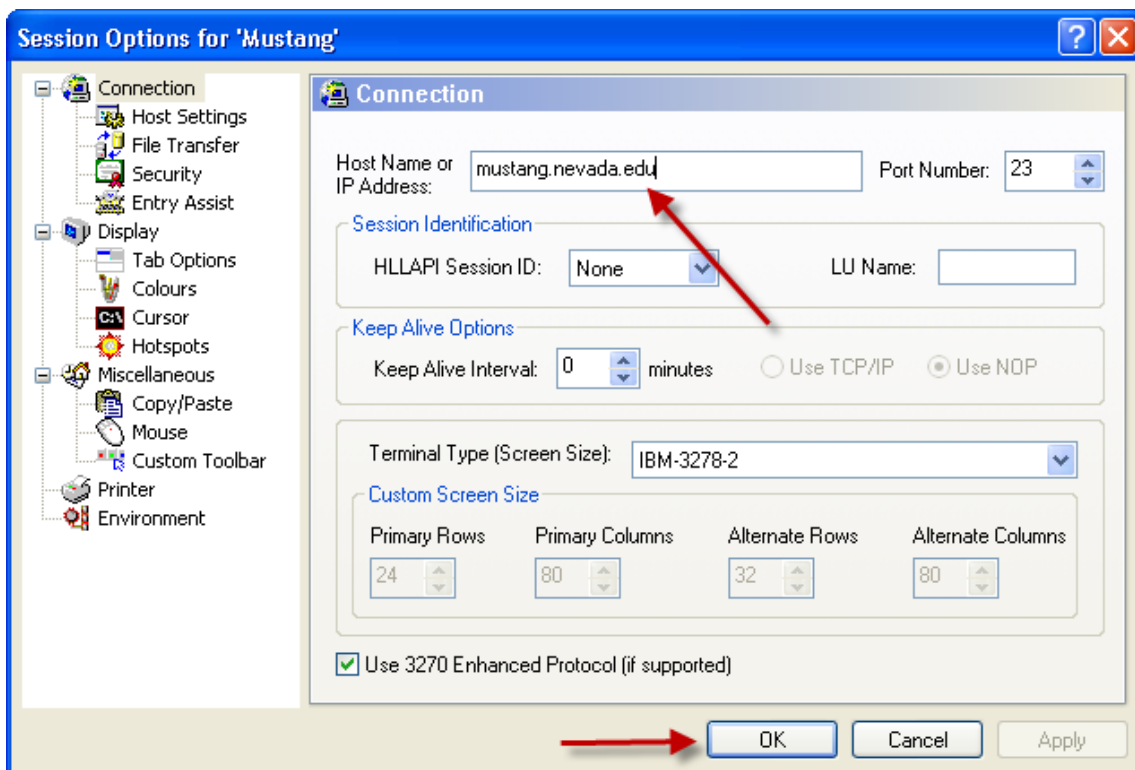 Session Options for 'Mustang'
Connection
Host Settings
File Transfer
Security
Entry Assist
Display
Tab Options
Colours
Cursor
Hotspots
Miscellaneous
Copy/Paste
Mouse
Custom Toolbar
Printer
Environment
Connection
Host Name or
IP Address:
mustang.nevada.edu
Port Number: 23
Session Identification
HLLAPI Session ID: None LU Name:
Keep Alive Options
Keep Alive Interval: 0 minutes Use TCP/IP Use NOP
Terminal Type (Screen Size): IBM-3278-2
Custom Screen Size
Primary Rows Primary Columns Alternate Rows Alternate Columns
24 80 32 80
Use 3270 Enhanced Protocol (if supported)
OK Cancel Apply